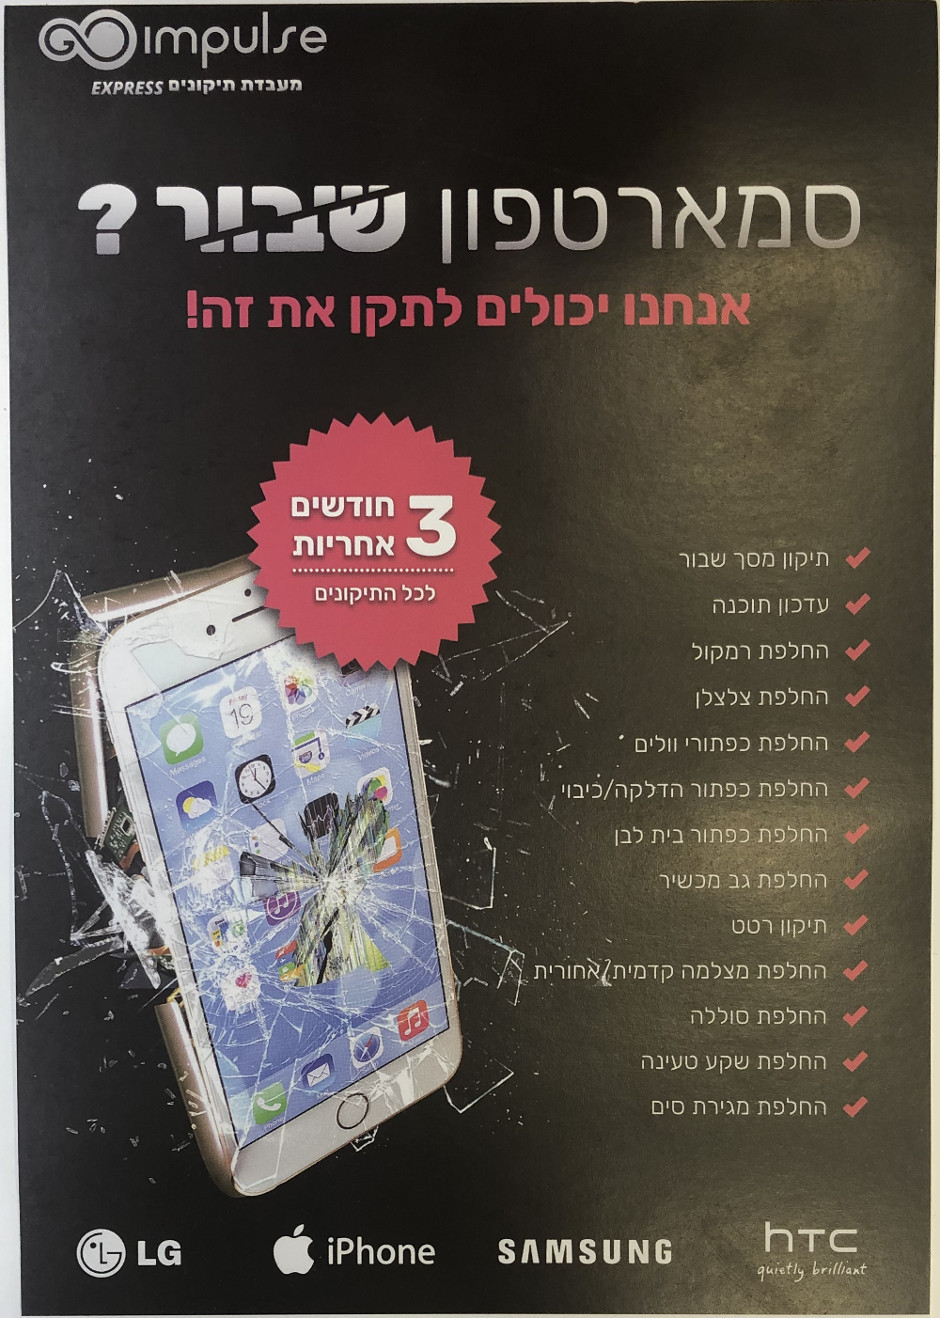 GO impulse
מעבדת תיקונים EXPRESS
סמארטפון שבור?
אנחנו יכולים לתקן את זה!
3 חודשים
אחריות
לכל התיקונים
תיקון מסך שבור
עדכון תוכנה
החלפת רמקול
החלפת צלצלן
החלפת כפתורי וולים
החלפת כפתור הדלקה/כיבוי
החלפת כפתור בית לבן
החלפת גב מכשיר
תיקון רטט
החלפת מצלמה קדמית/אחורית
החלפת סוללה
החלפת שקע טעינה
החלפת מגירת סים
19
Messages
Videos
Maps
LG
iPhone
SAMSUNG
hTC
quietly brilliant